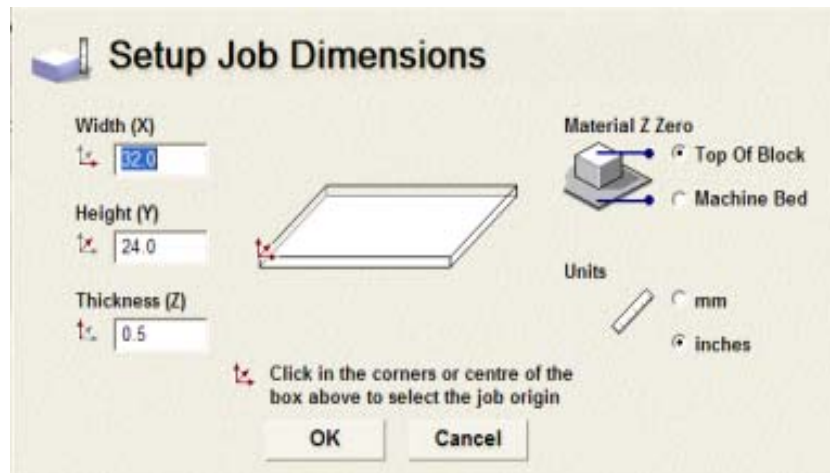 Setup Job Dimensions
Width (X)
32.0
Height (Y)
24.0
Thickness (Z)
0.5
Material Z Zero
Top Of Block
Machine Bed
Units
mm
inches
Click in the corners or centre of the
box above to select the job origin
OK
Cancel